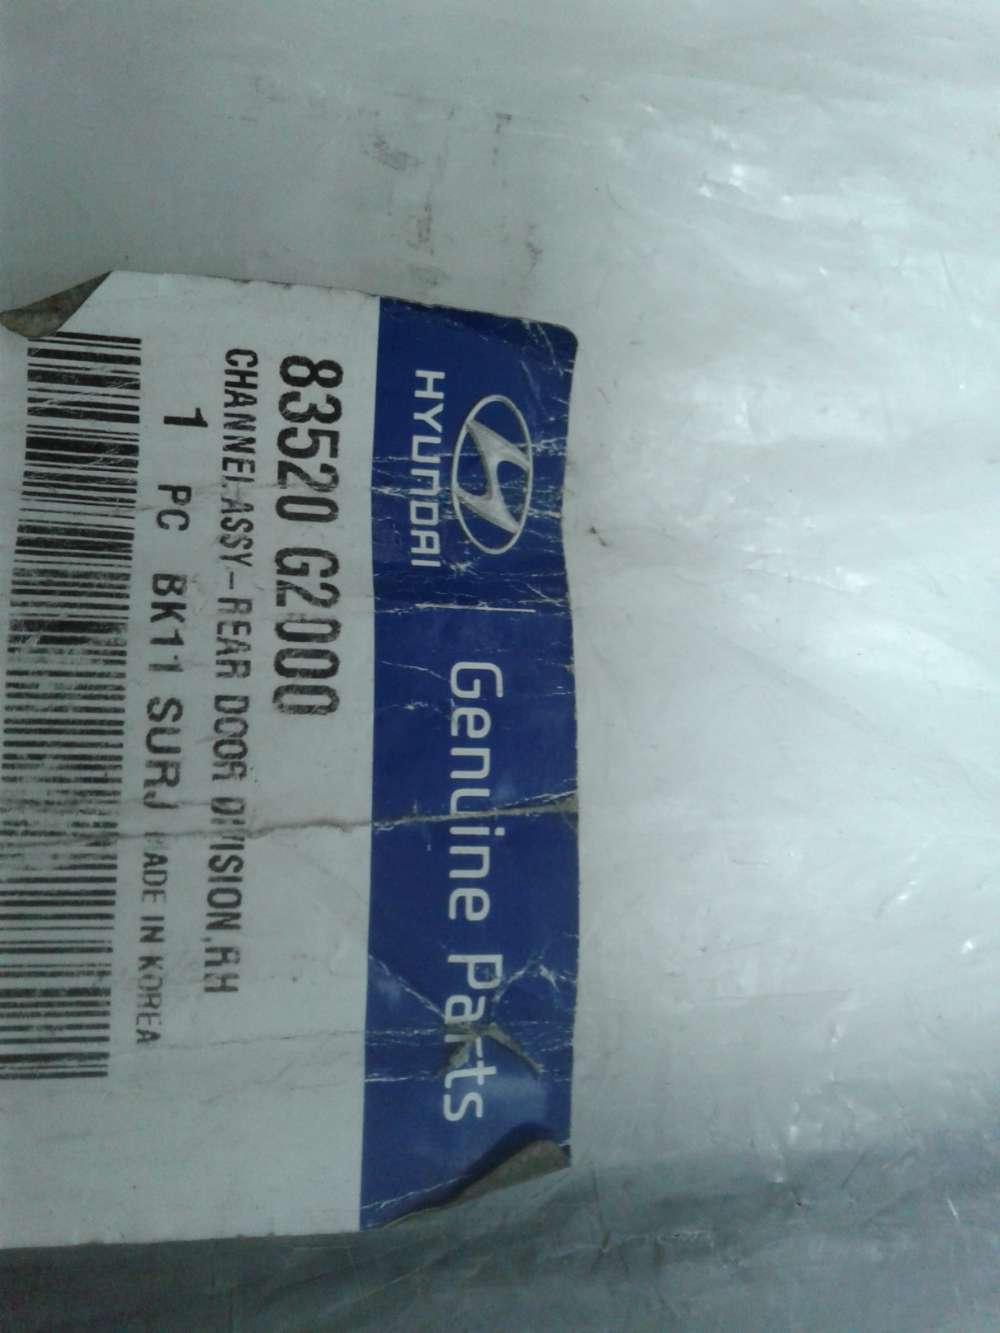 HYUNDAI | Genuine Parts
83520 G2000
CHANNEL ASSY-REAR DOOR DIVISION,RH
1 PC BK11 SURJ MADE IN KOREA